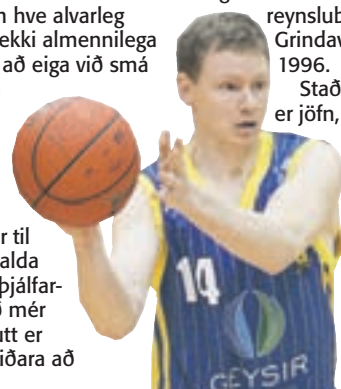 hve alvarleg
ekki almennilega
að eiga við smá
r til
alda
þjálfar-
ð mér
utt er
iðara að
reynslub
Grindav
1996.
Stað
er jöfn,
14
GEYSIR